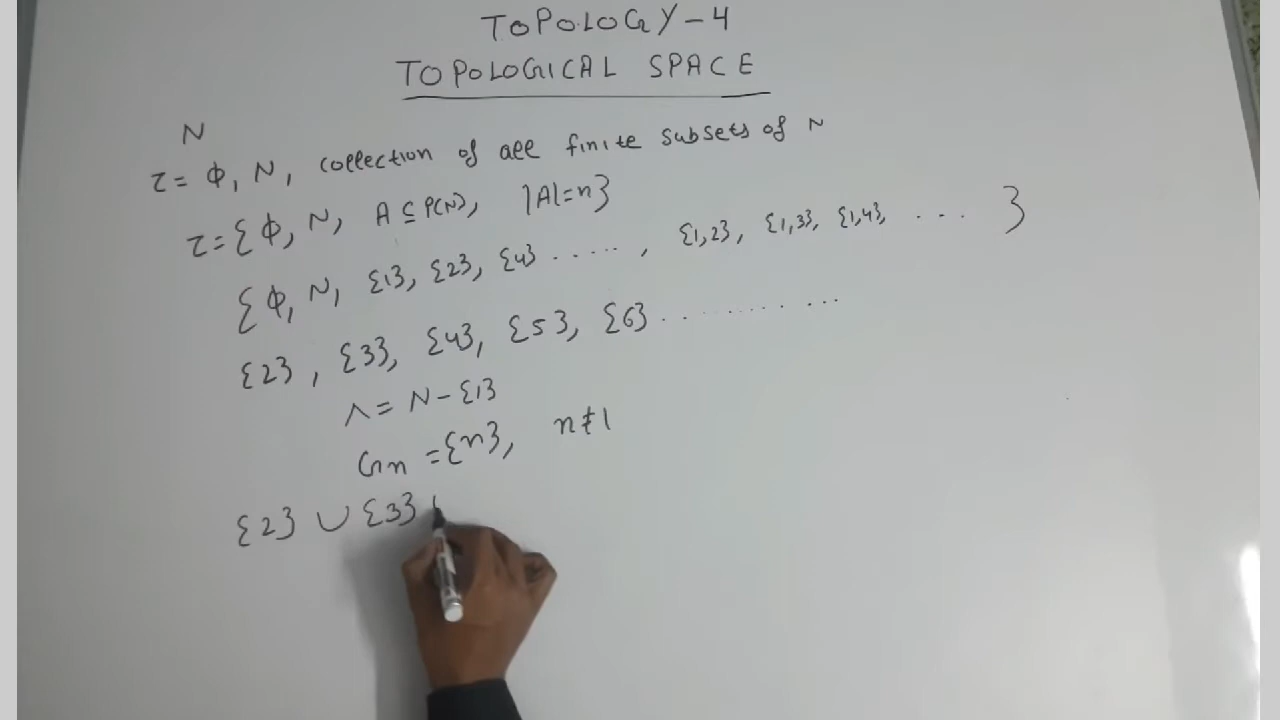 TOPOLOGY-4
TOPOLOGICAL SPACE
N
τ = Φ, N, collection of all finite subsets of N
τ = {Φ, N, A ⊆ P(N), |A|=n}
{Φ, N, {1}, {2}, {4} ......, {1,2}, {1,3}, {1,4}, .... }
{2}, {3}, {4}, {5}, {6} ..........
Λ = N - {1}
Gn = {n}, n≠1
{2} ∪ {3}